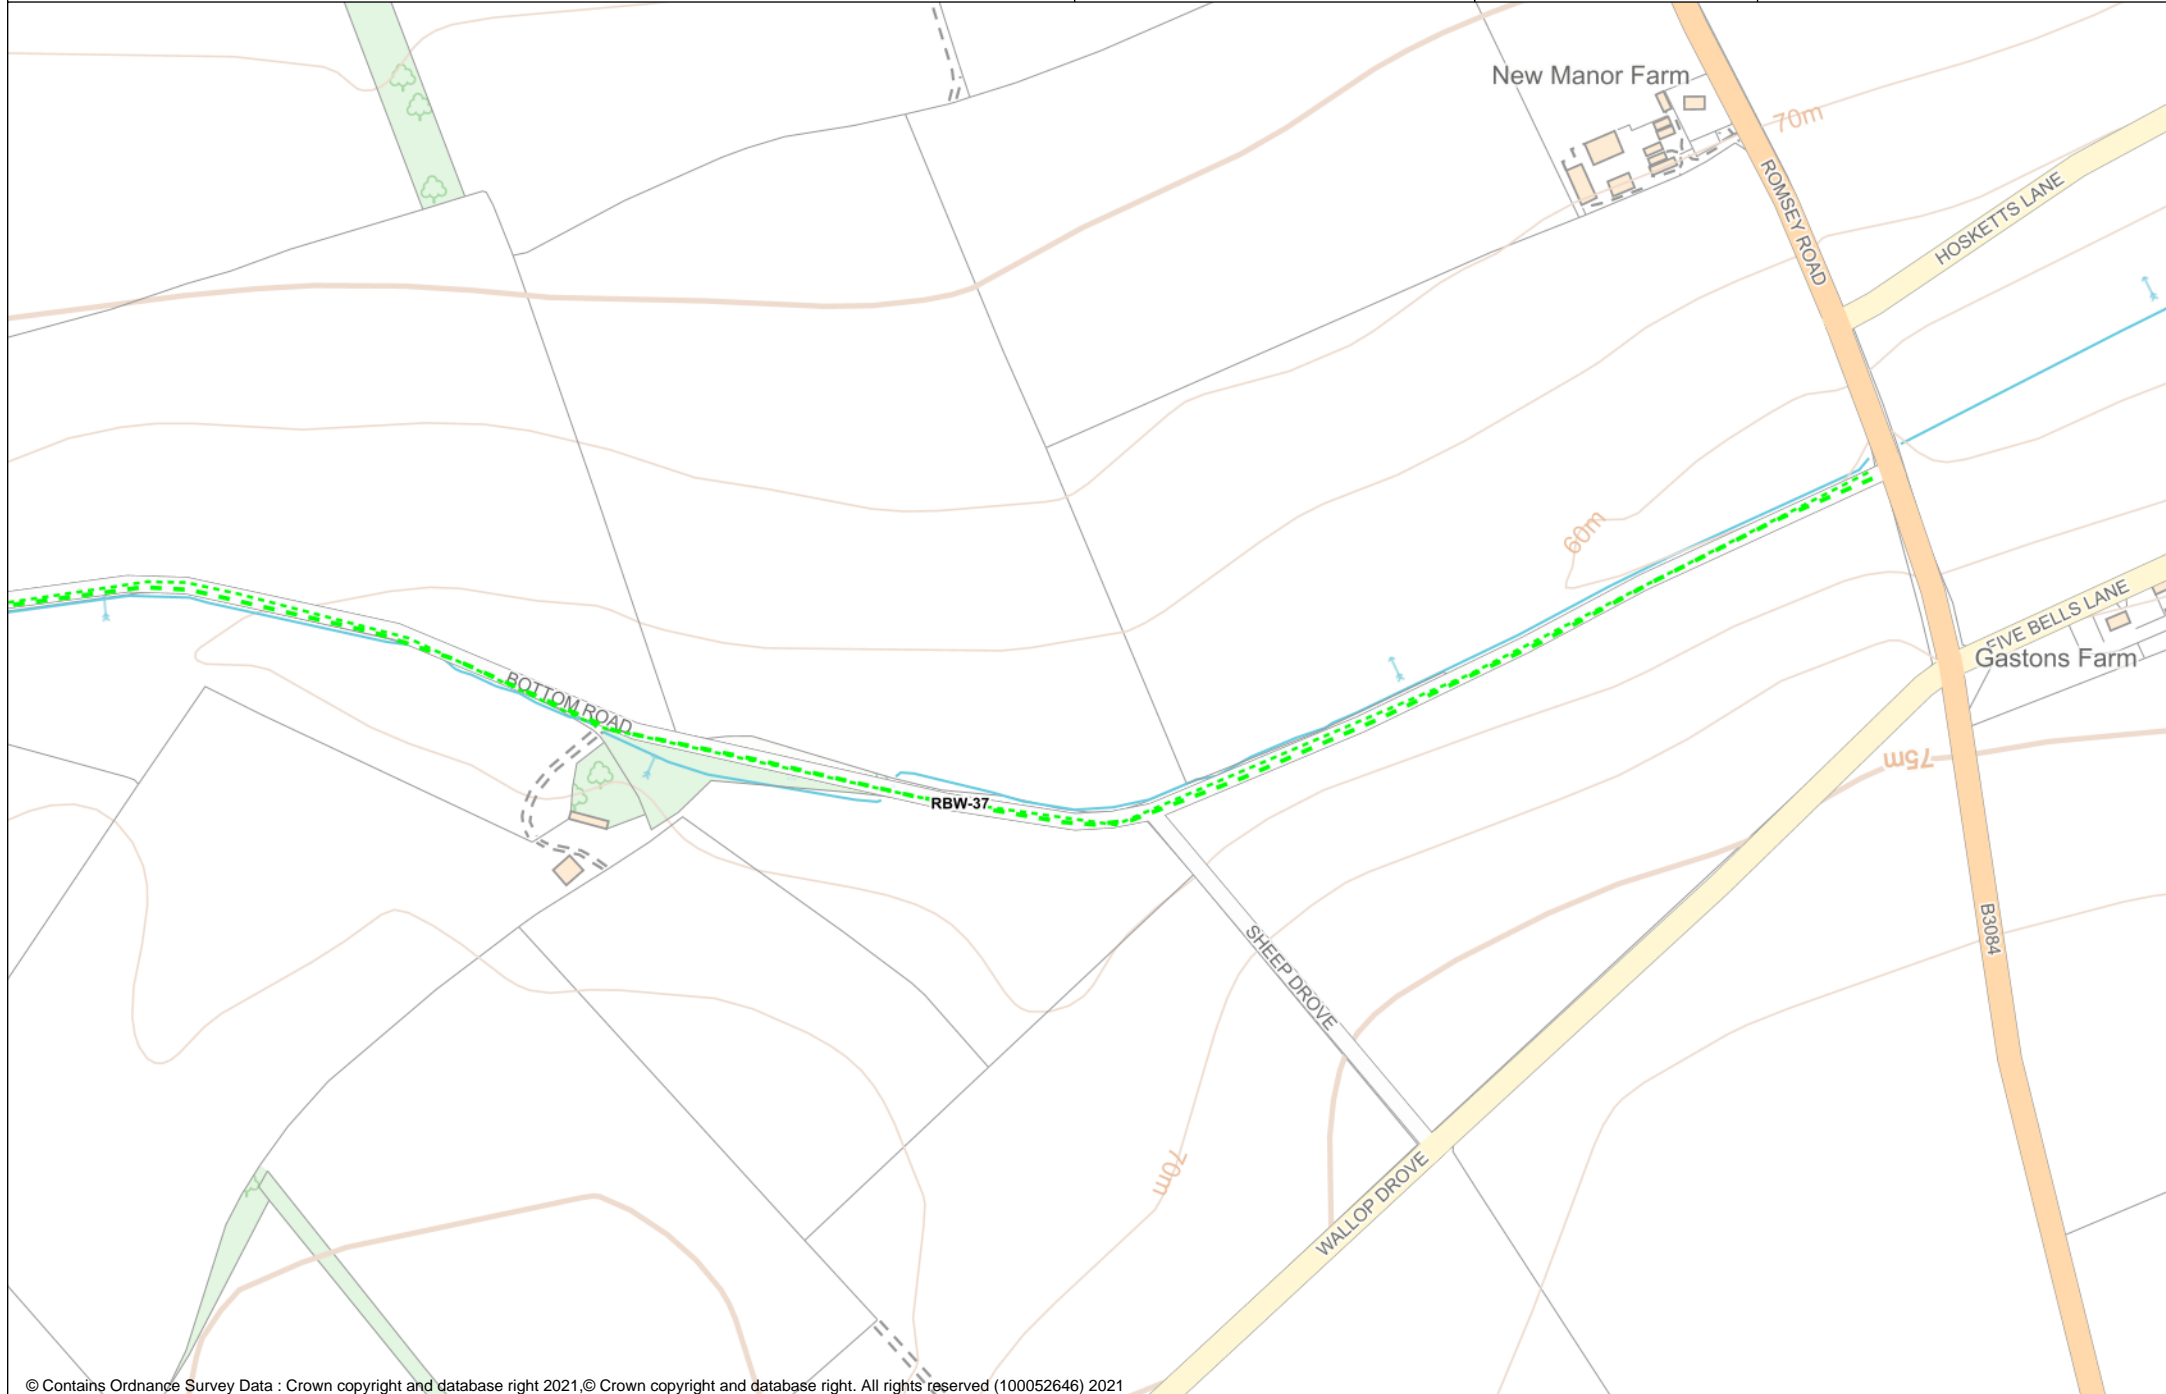 New Manor Farm
70m
ROMSEY ROAD
HOSKETTS LANE
60m
FIVE BELLS LANE
Gastons Farm
BOTTOM ROAD
75m
RBW-37
B3084
SHEEP DROVE
70m
WALLOP DROVE
© Contains Ordnance Survey Data : Crown copyright and database right 2021,© Crown copyright and database right. All rights reserved (100052646) 2021